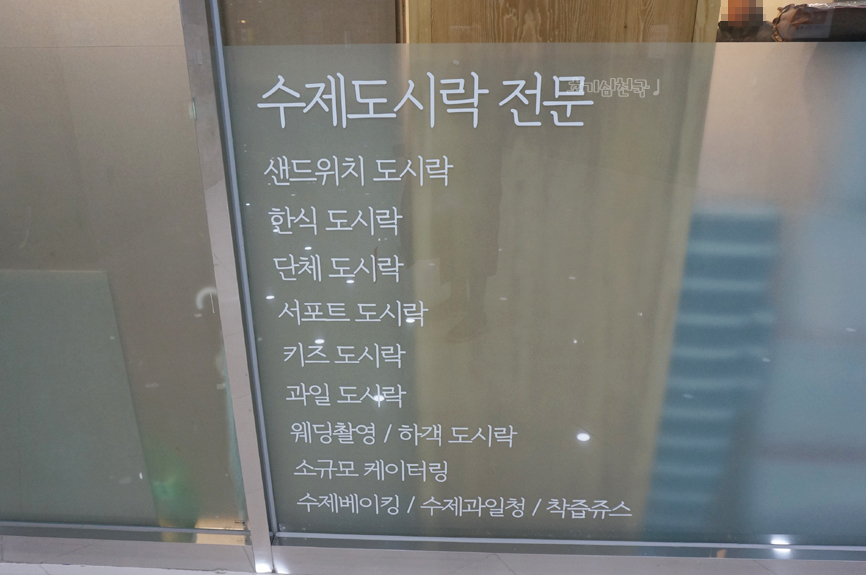 수제도시락 전문
샌드위치 도시락
한식 도시락
단체 도시락
서포트 도시락
키즈 도시락
과일 도시락
웨딩촬영 / 하객 도시락
소규모 케이터링
수제베이킹 / 수제과일청 / 착즙쥬스